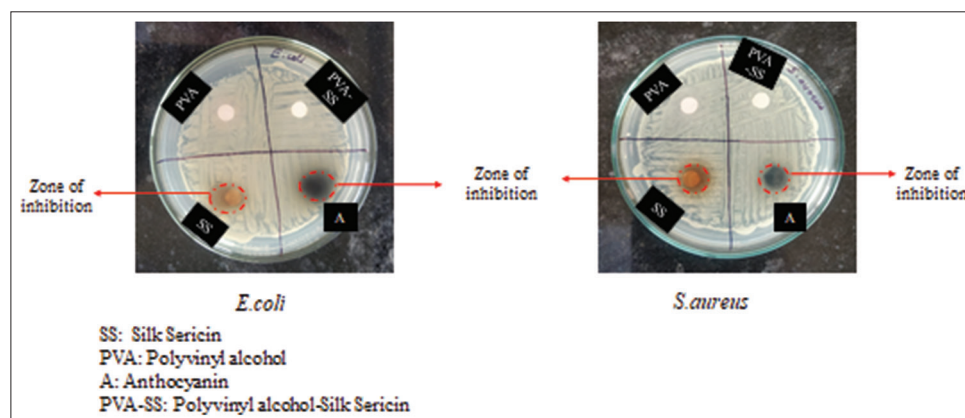 E.coli
PVA
PVA-
SS
SS
A
Zone of
inhibition
Zone of
inhibition
PVA
PVA
-SS
S.aureus
SS
A
Zone of
inhibition
E.coli
S.aureus
SS: Silk Sericin
PVA: Polyvinyl alcohol
A: Anthocyanin
PVA-SS: Polyvinyl alcohol-Silk Sericin